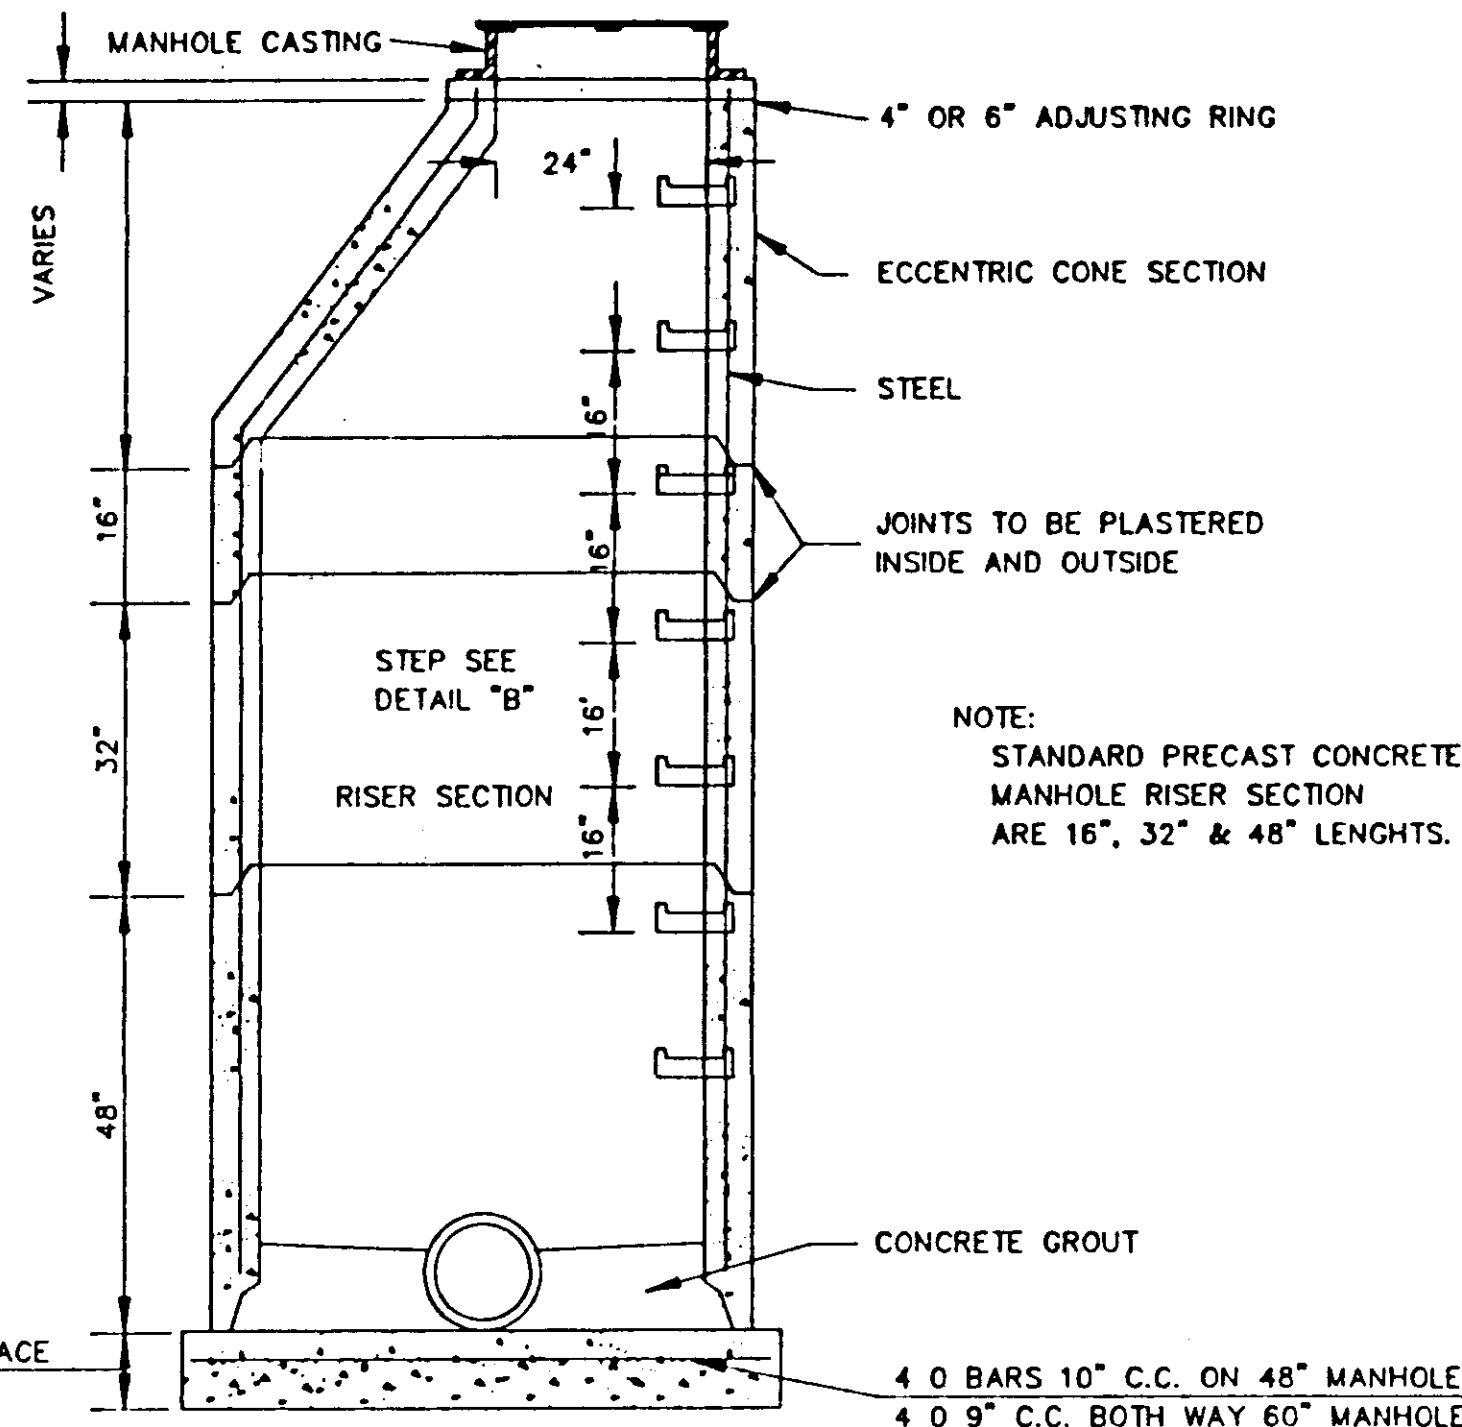 MANHOLE CASTING
4" OR 6" ADJUSTING RING
24"
VARIES
ECCENTRIC CONE SECTION
STEEL
16"
16"
JOINTS TO BE PLASTERED
INSIDE AND OUTSIDE
16"
STEP SEE
DETAIL "B"
16'
32"
NOTE:
STANDARD PRECAST CONCRETE
MANHOLE RISER SECTION
ARE 16", 32" & 48" LENGHTS.
RISER SECTION
16"
48"
CONCRETE GROUT
ACE
4 0 BARS 10" C.C. ON 48" MANHOLE
4 0 9" C.C. BOTH WAY 60" MANHOLE